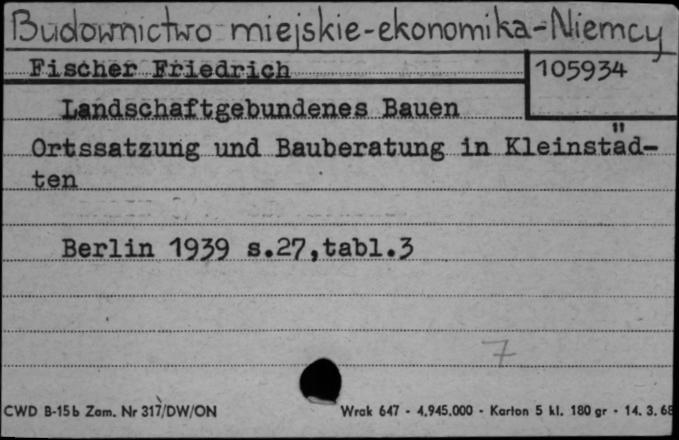 Budownictwo miejskie-ekonomika-Niemcy
Fischer Friedrich
105934
Landschaftgebundenes Bauen
Ortssatzung und Bauberatung in Kleinstäd-
ten
Berlin 1939 s.27,tabl.3
7
CWD B-15b Zam. Nr 317/DW/ON
Wrak 647 - 4.945.000 - Karton 5 kl. 180 gr - 14. 3. 68